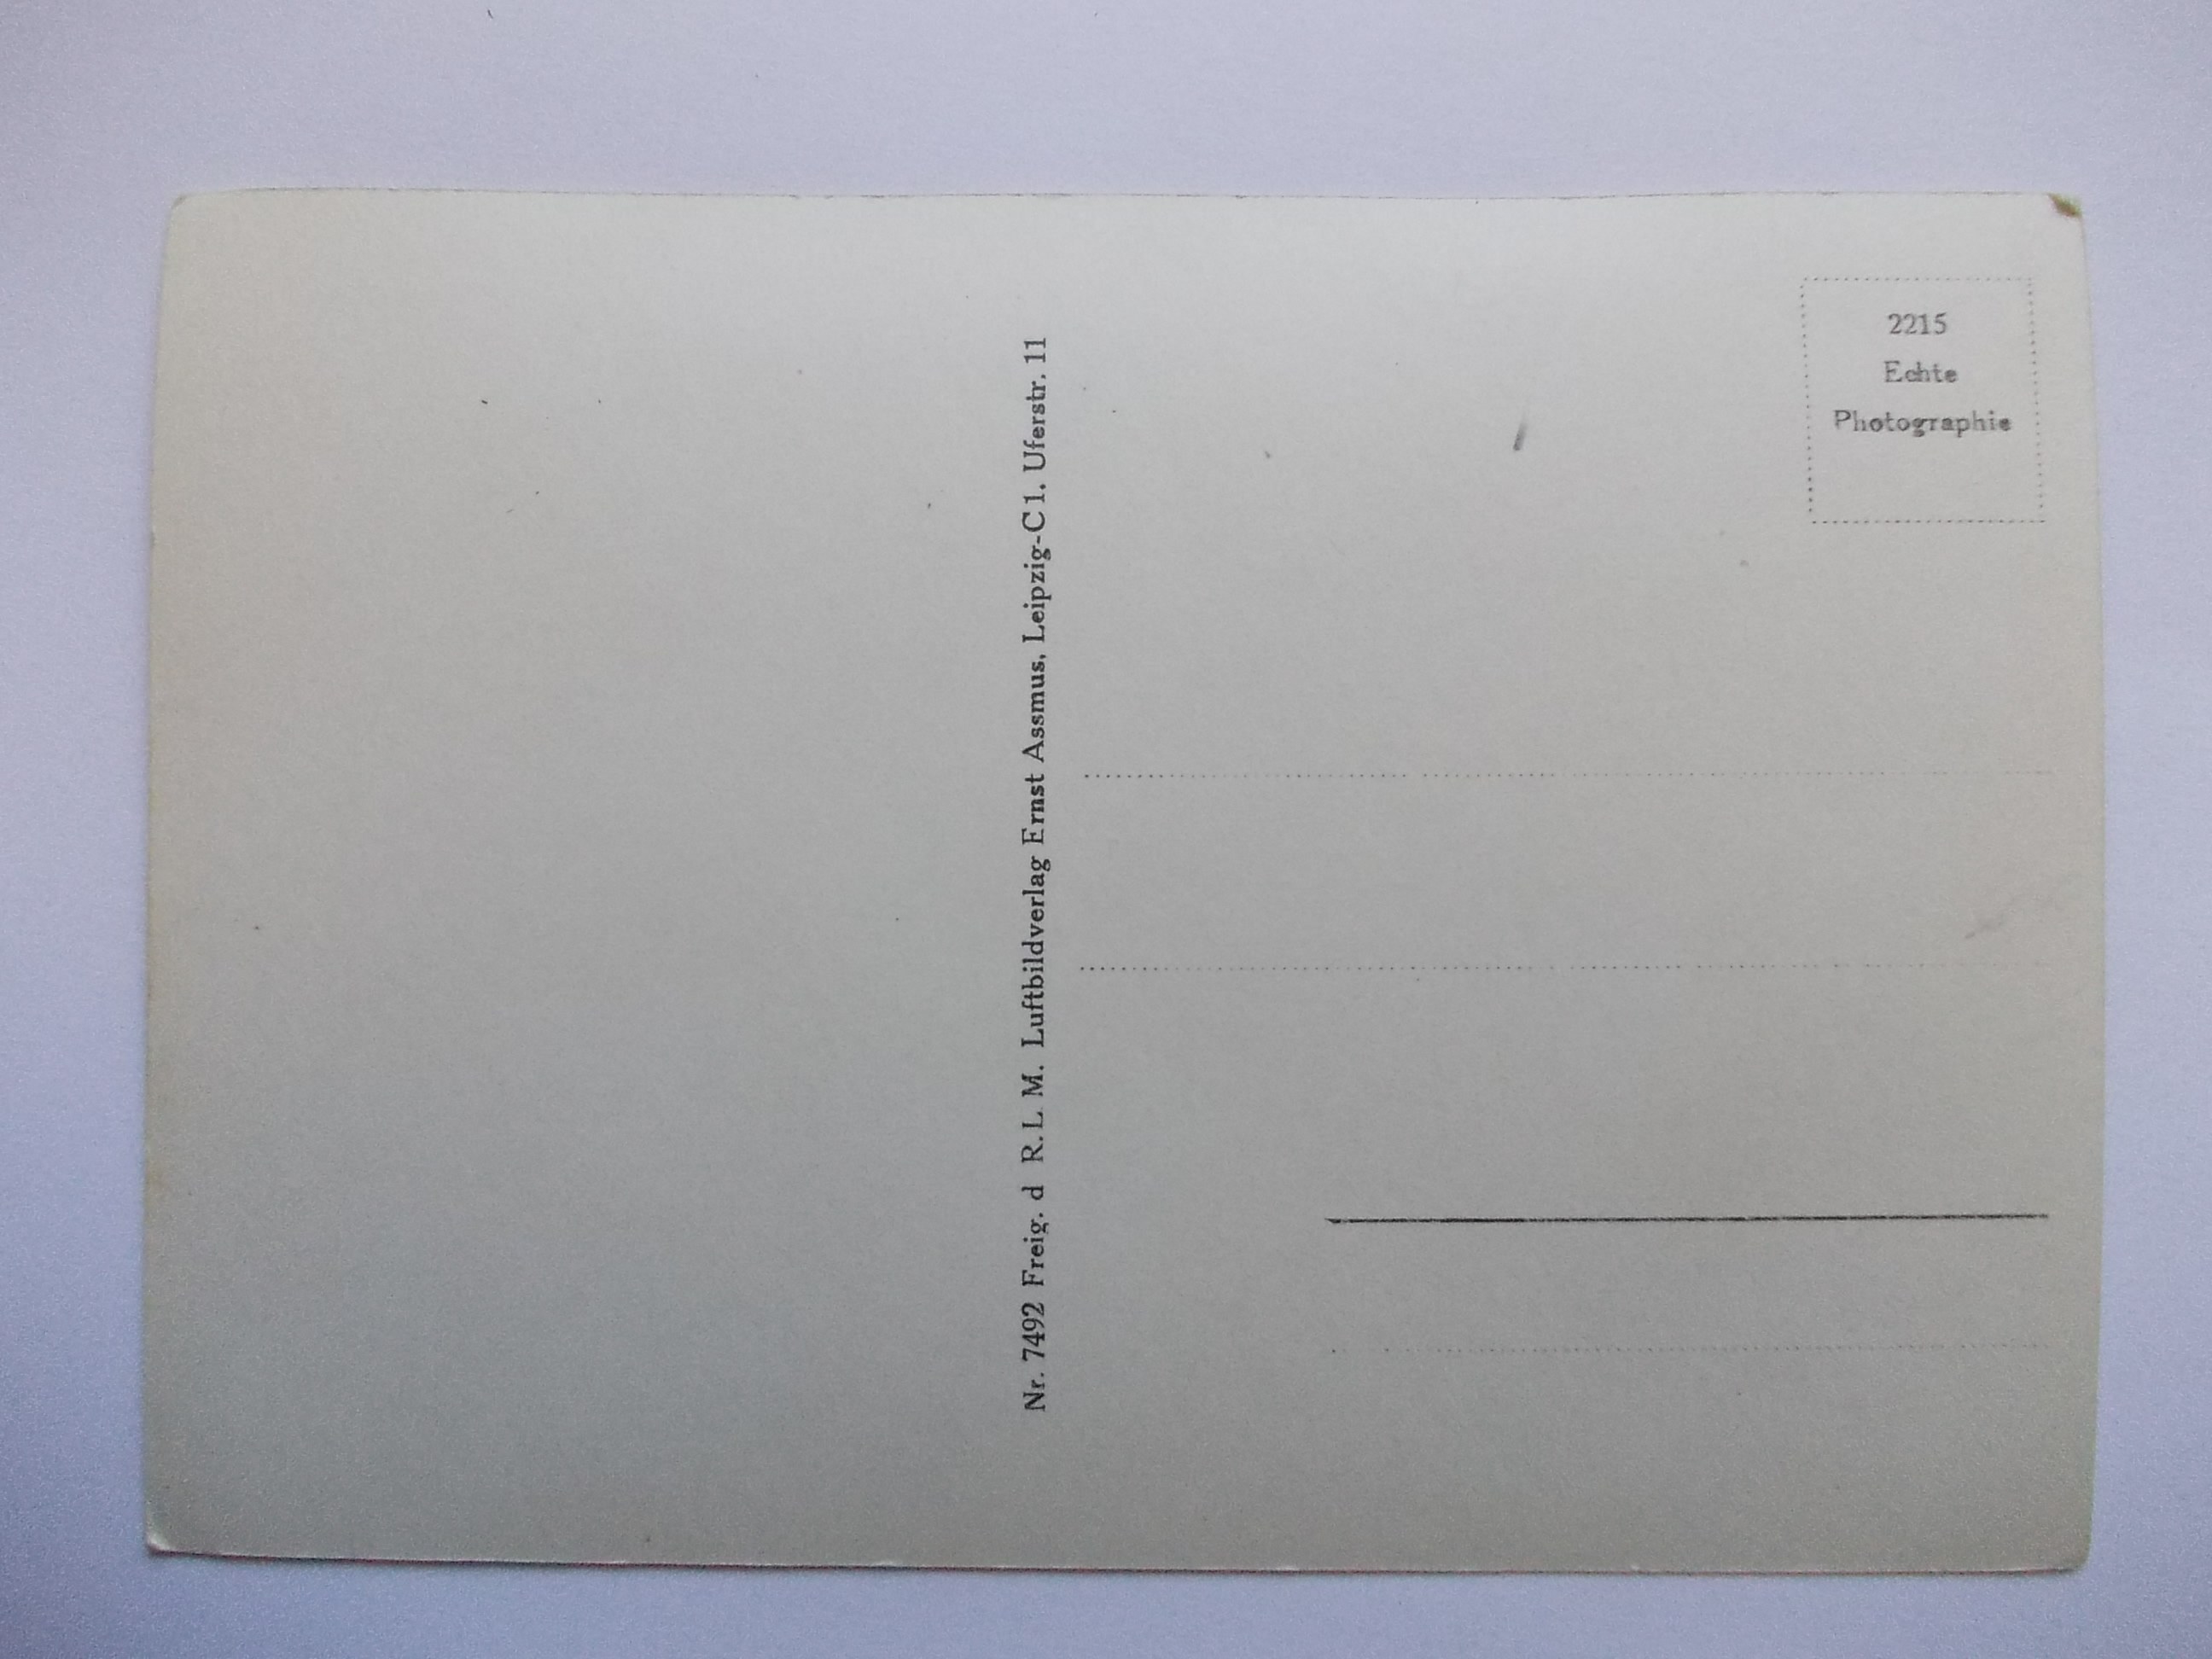 2215
Echte
Photographie
Nr. 7492 Freig. d R. L M. Luftbildverlag Ernst Assmus, Leipzig-C 1. Uferstr. 11